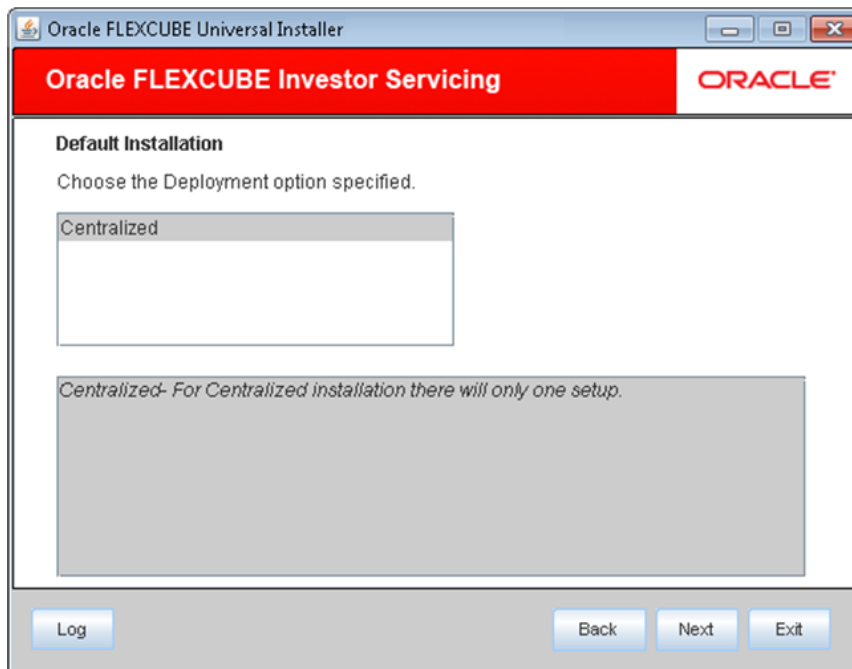 Oracle FLEXCUBE Universal Installer
Oracle FLEXCUBE Investor Servicing
ORACLE
Default Installation
Choose the Deployment option specified.
Centralized
Centralized- For Centralized installation there will only one setup.
Log
Back
Next
Exit